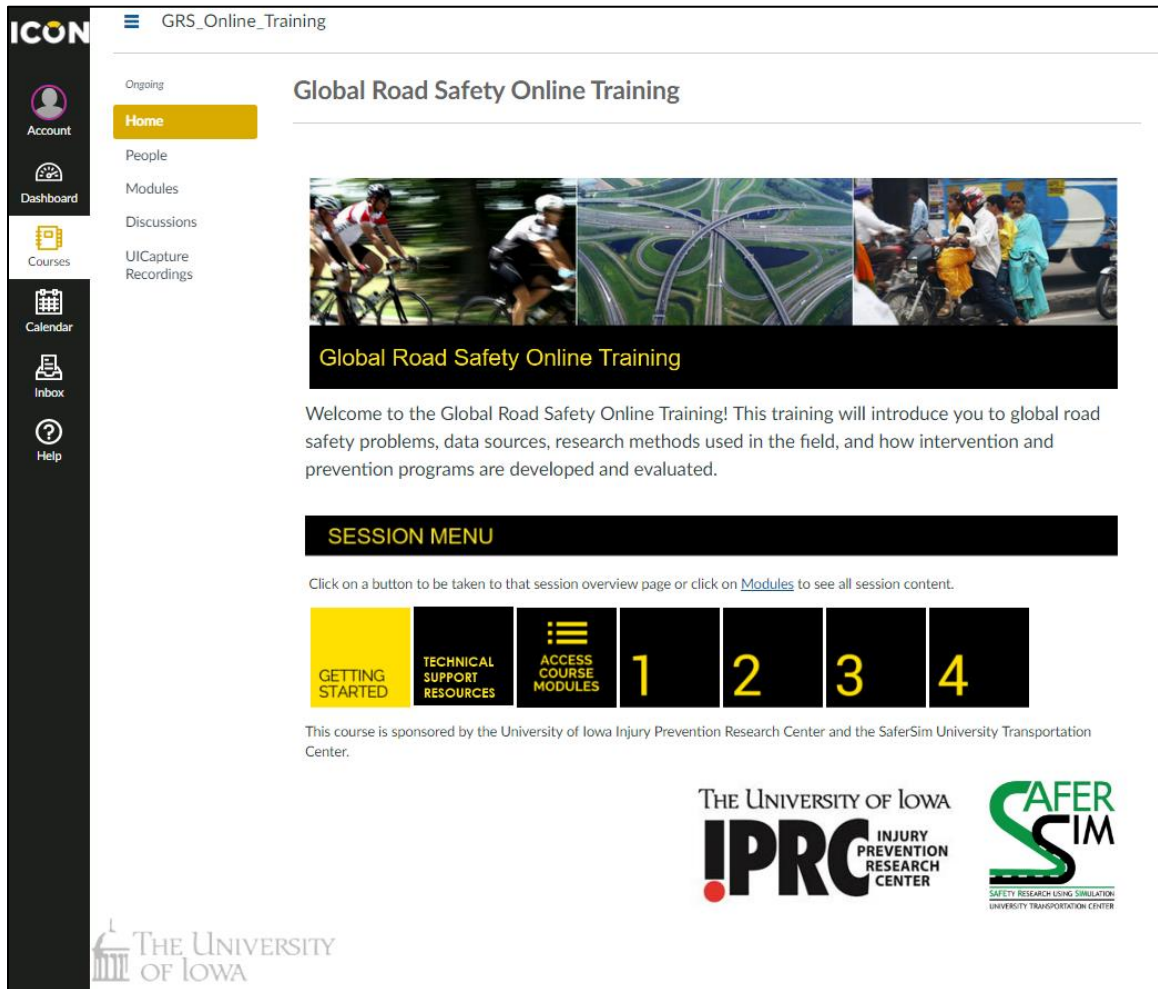 ICON
GRS_Online_Training
Account
Dashboard
Courses
Calendar
Inbox
Help
Ongoing
Home
People
Modules
Discussions
UICapture
Recordings
Global Road Safety Online Training
Global Road Safety Online Training
Welcome to the Global Road Safety Online Training! This training will introduce you to global road
safety problems, data sources, research methods used in the field, and how intervention and
prevention programs are developed and evaluated.
SESSION MENU
Click on a button to be taken to that session overview page or click on Modules to see all session content.
GETTING
STARTED
TECHNICAL
SUPPORT
RESOURCES
ACCESS
COURSE
MODULES
1
2
3
4
This course is sponsored by the University of Iowa Injury Prevention Research Center and the SaferSim University Transportation
Center.
THE UNIVERSITY OF IOWA
IPRC
INJURY
PREVENTION
RESEARCH
CENTER
SAFER
SIM
SAFETY RESEARCH USING SIMULATION
UNIVERSITY TRANSPORTATION CENTER
THE UNIVERSITY
OF IOWA